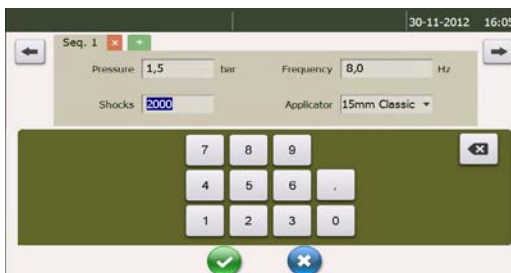 30-11-2012 16:05
Seq. 1
Pressure 1,5 bar Frequency 8,0 Hz
Shocks 2000 Applicator 15mm Classic
7 8 9
4 5 6 ,
1 2 3 0